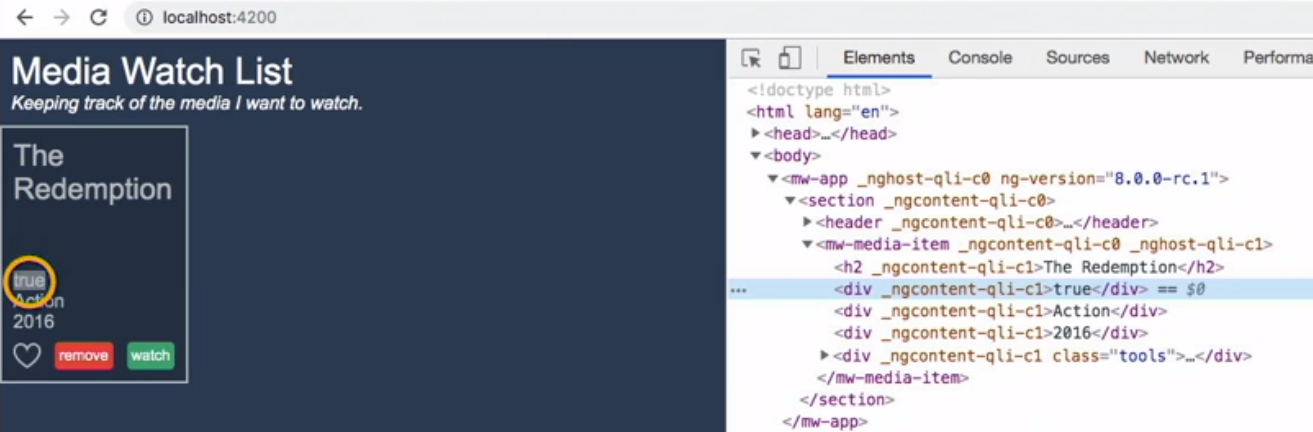 localhost:4200
Media Watch List
Keeping track of the media I want to watch.
The
Redemption
true
Action
2016
remove watch
Elements Console Sources Network Performa
<!doctype html>
<html lang="en">
<head>…</head>
<body>
<mw-app _nghost-qli-c0 ng-version="8.0.0-rc.1">
<section _ngcontent-qli-c0>
<header _ngcontent-qli-c0>…</header>
<mw-media-item _ngcontent-qli-c0 _nghost-qli-c1>
<h2 _ngcontent-qli-c1>The Redemption</h2>
<div _ngcontent-qli-c1>true</div> == $0
<div _ngcontent-qli-c1>Action</div>
<div _ngcontent-qli-c1>2016</div>
<div _ngcontent-qli-c1 class="tools">…</div>
</mw-media-item>
</section>
</mw-app>